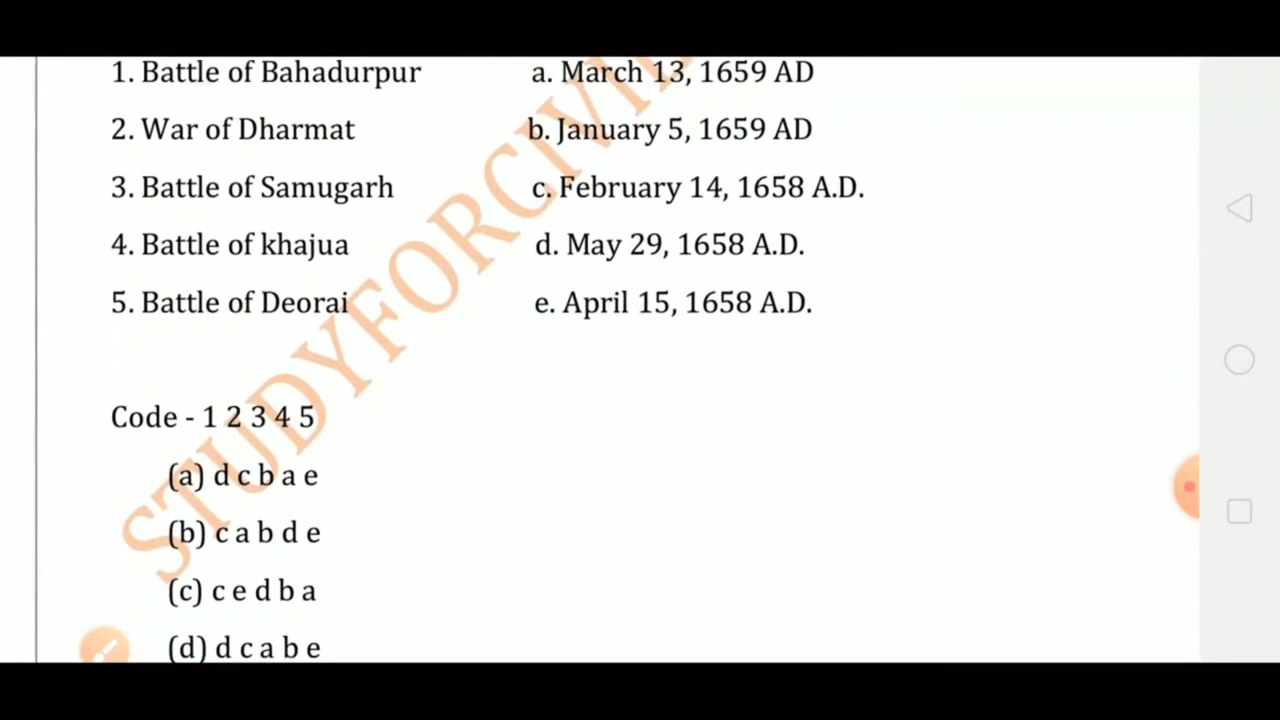 1. Battle of Bahadurpur a. March 13, 1659 AD
2. War of Dharmat b. January 5, 1659 AD
3. Battle of Samugarh c. February 14, 1658 A.D.
4. Battle of khajua d. May 29, 1658 A.D.
5. Battle of Deorai e. April 15, 1658 A.D.
Code - 1 2 3 4 5
(a) d c b a e
(b) c a b d e
(c) c e d b a
(d) d c a b e
STUDYFORCIVIL